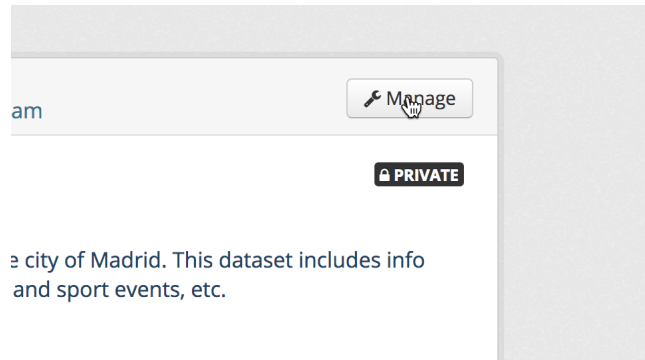 Manage
am
PRIVATE
e city of Madrid. This dataset includes info
and sport events, etc.